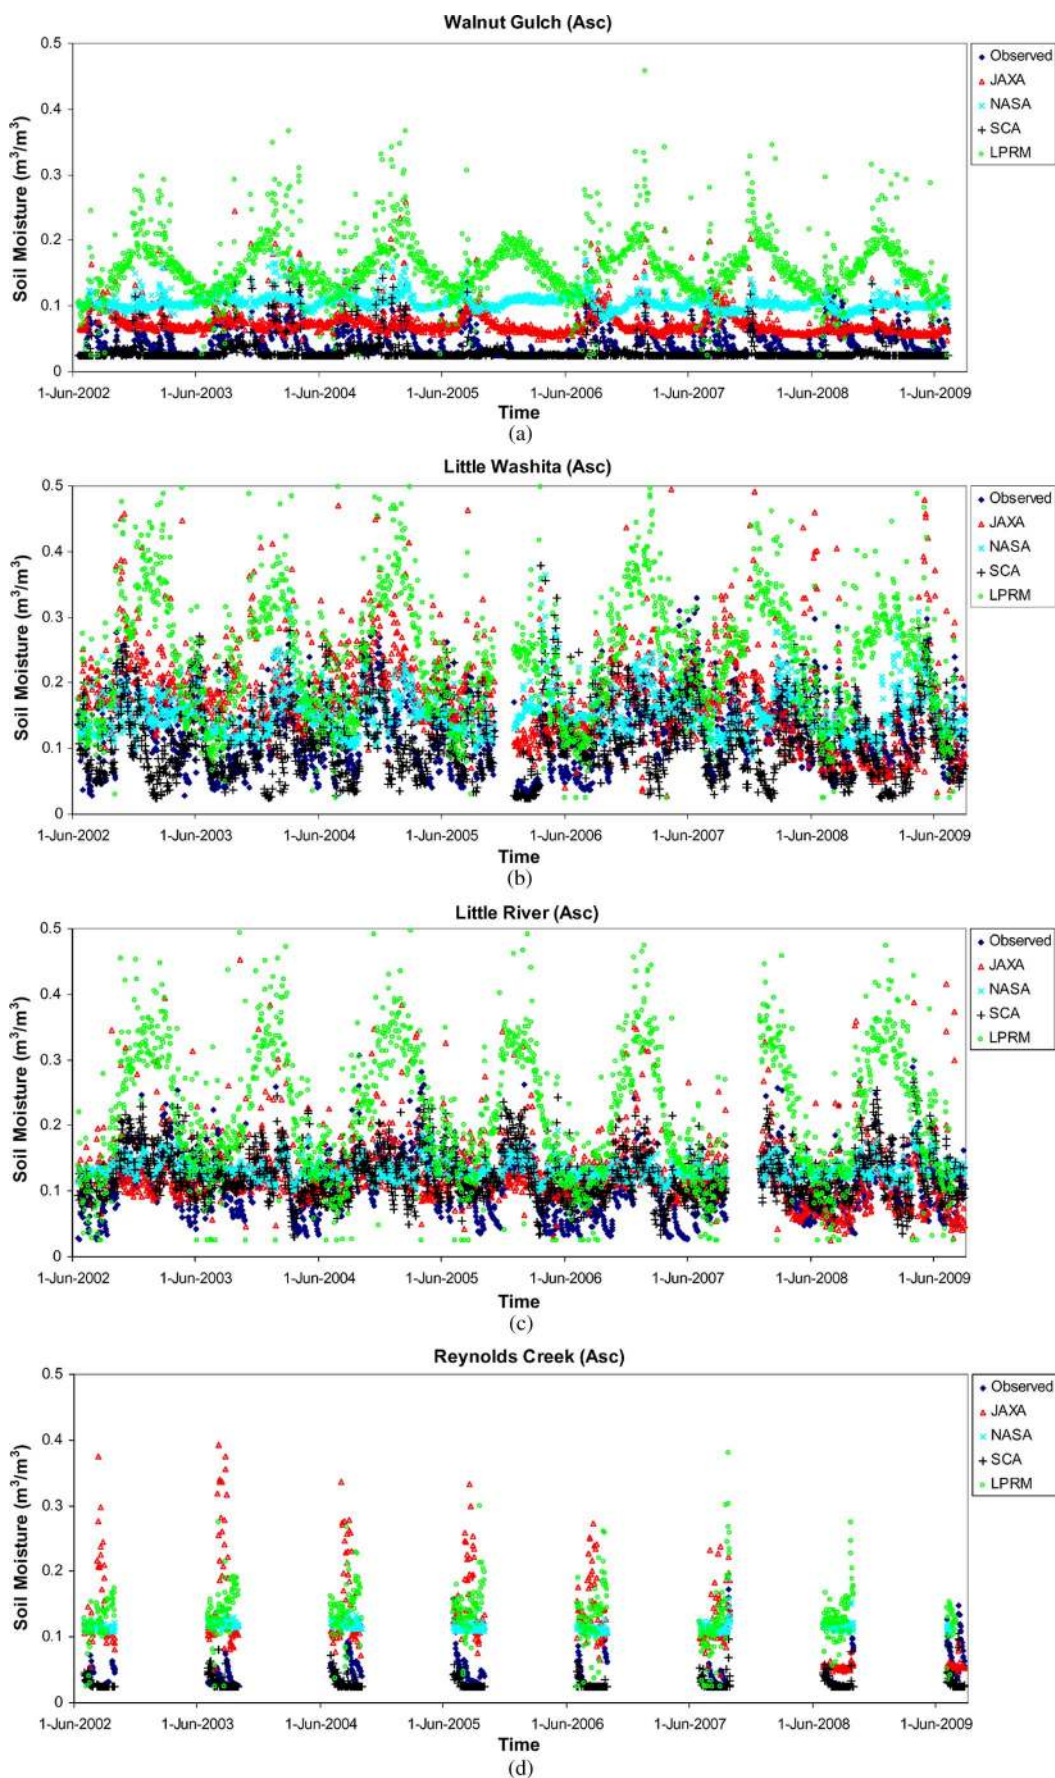 Walnut Gulch (Asc)
Soil Moisture (m³/m³)
0.5
0.4
0.3
0.2
0.1
0
Observed
JAXA
NASA
SCA
LPRM
1-Jun-2002 1-Jun-2003 1-Jun-2004 1-Jun-2005 1-Jun-2006 1-Jun-2007 1-Jun-2008 1-Jun-2009
Time
(a)
Little Washita (Asc)
Soil Moisture (m³/m³)
0.5
0.4
0.3
0.2
0.1
0
Observed
JAXA
NASA
SCA
LPRM
1-Jun-2002 1-Jun-2003 1-Jun-2004 1-Jun-2005 1-Jun-2006 1-Jun-2007 1-Jun-2008 1-Jun-2009
Time
(b)
Little River (Asc)
Soil Moisture (m³/m³)
0.5
0.4
0.3
0.2
0.1
0
Observed
JAXA
NASA
SCA
LPRM
1-Jun-2002 1-Jun-2003 1-Jun-2004 1-Jun-2005 1-Jun-2006 1-Jun-2007 1-Jun-2008 1-Jun-2009
Time
(c)
Reynolds Creek (Asc)
Soil Moisture (m³/m³)
0.5
0.4
0.3
0.2
0.1
0
Observed
JAXA
NASA
SCA
LPRM
1-Jun-2002 1-Jun-2003 1-Jun-2004 1-Jun-2005 1-Jun-2006 1-Jun-2007 1-Jun-2008 1-Jun-2009
Time
(d)